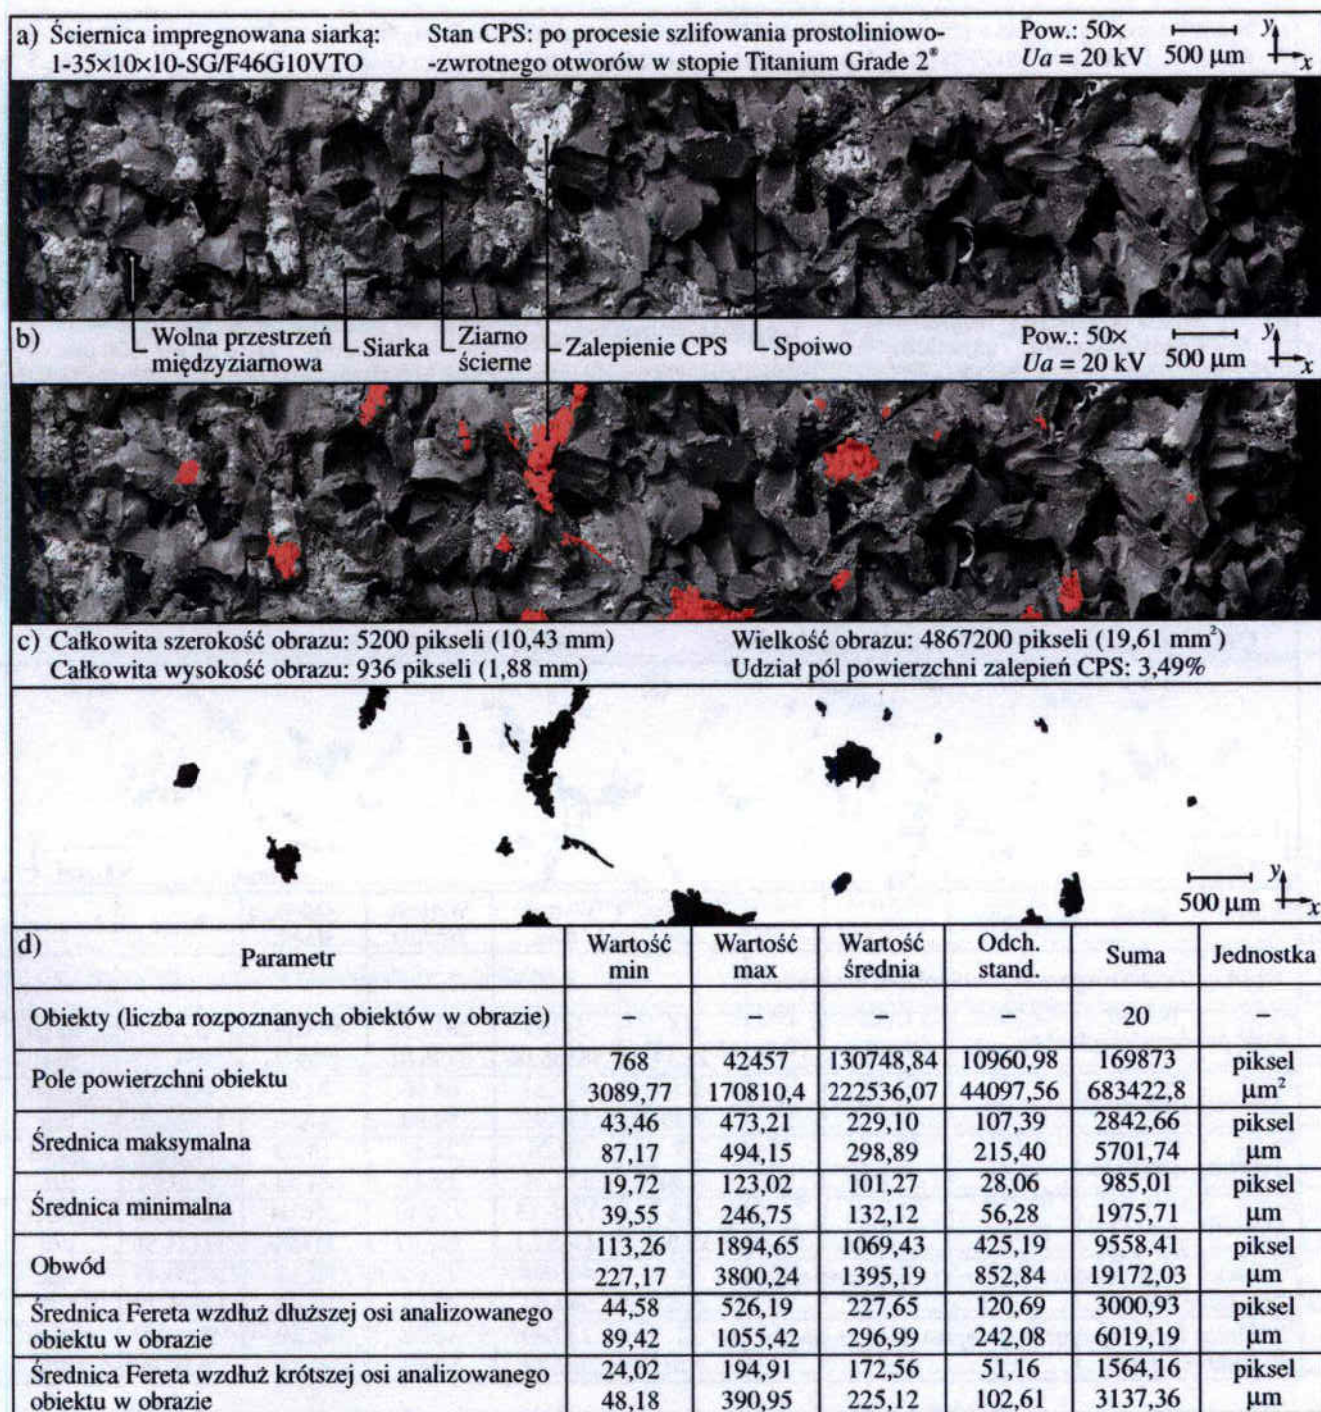 a) Ściernica impregnowana siarką:
1-35×10×10-SG/F46G10VTO
Stan CPS: po procesie szlifowania prostoliniowo-
-zwrotnego otworów w stopie Titanium Grade 2®
Pow.: 50×
Ua = 20 kV
500 µm
y
x
b)
Wolna przestrzeń
międzyziarnowa
Siarka
Ziarno
ścierne
Zalepienie CPS
Spoiwo
Pow.: 50×
Ua = 20 kV
500 µm
y
x
c) Całkowita szerokość obrazu: 5200 pikseli (10,43 mm)
Całkowita wysokość obrazu: 936 pikseli (1,88 mm)
Wielkość obrazu: 4867200 pikseli (19,61 mm²)
Udział pól powierzchni zalepień CPS: 3,49%
500 µm
y
x
d)
Parametr
Wartość
min
Wartość
max
Wartość
średnia
Odch.
stand.
Suma
Jednostka
Obiekty (liczba rozpoznanych obiektów w obrazie) – – – – 20 –
Pole powierzchni obiektu
768 42457 130748,84 10960,98 169873 piksel
3089,77 170810,4 222536,07 44097,56 683422,8 µm²
Średnica maksymalna
43,46 473,21 229,10 107,39 2842,66 piksel
87,17 494,15 298,89 215,40 5701,74 µm
Średnica minimalna
19,72 123,02 101,27 28,06 985,01 piksel
39,55 246,75 132,12 56,28 1975,71 µm
Obwód
113,26 1894,65 1069,43 425,19 9558,41 piksel
227,17 3800,24 1395,19 852,84 19172,03 µm
Średnica Fereta wzdłuż dłuższej osi analizowanego
obiektu w obrazie
44,58 526,19 227,65 120,69 3000,93 piksel
89,42 1055,42 296,99 242,08 6019,19 µm
Średnica Fereta wzdłuż krótszej osi analizowanego
obiektu w obrazie
24,02 194,91 172,56 51,16 1564,16 piksel
48,18 390,95 225,12 102,61 3137,36 µm